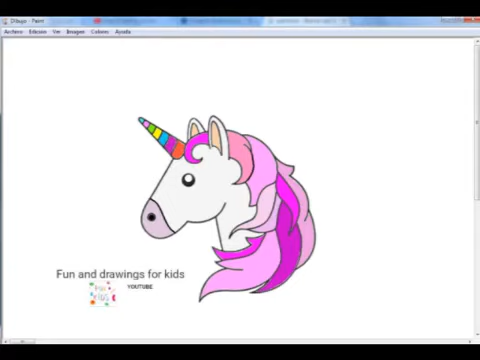 Dibujo - Paint
Archivo Edición Ver Imagen Colores Ayuda
Fun and drawings for kids
YOUTUBE